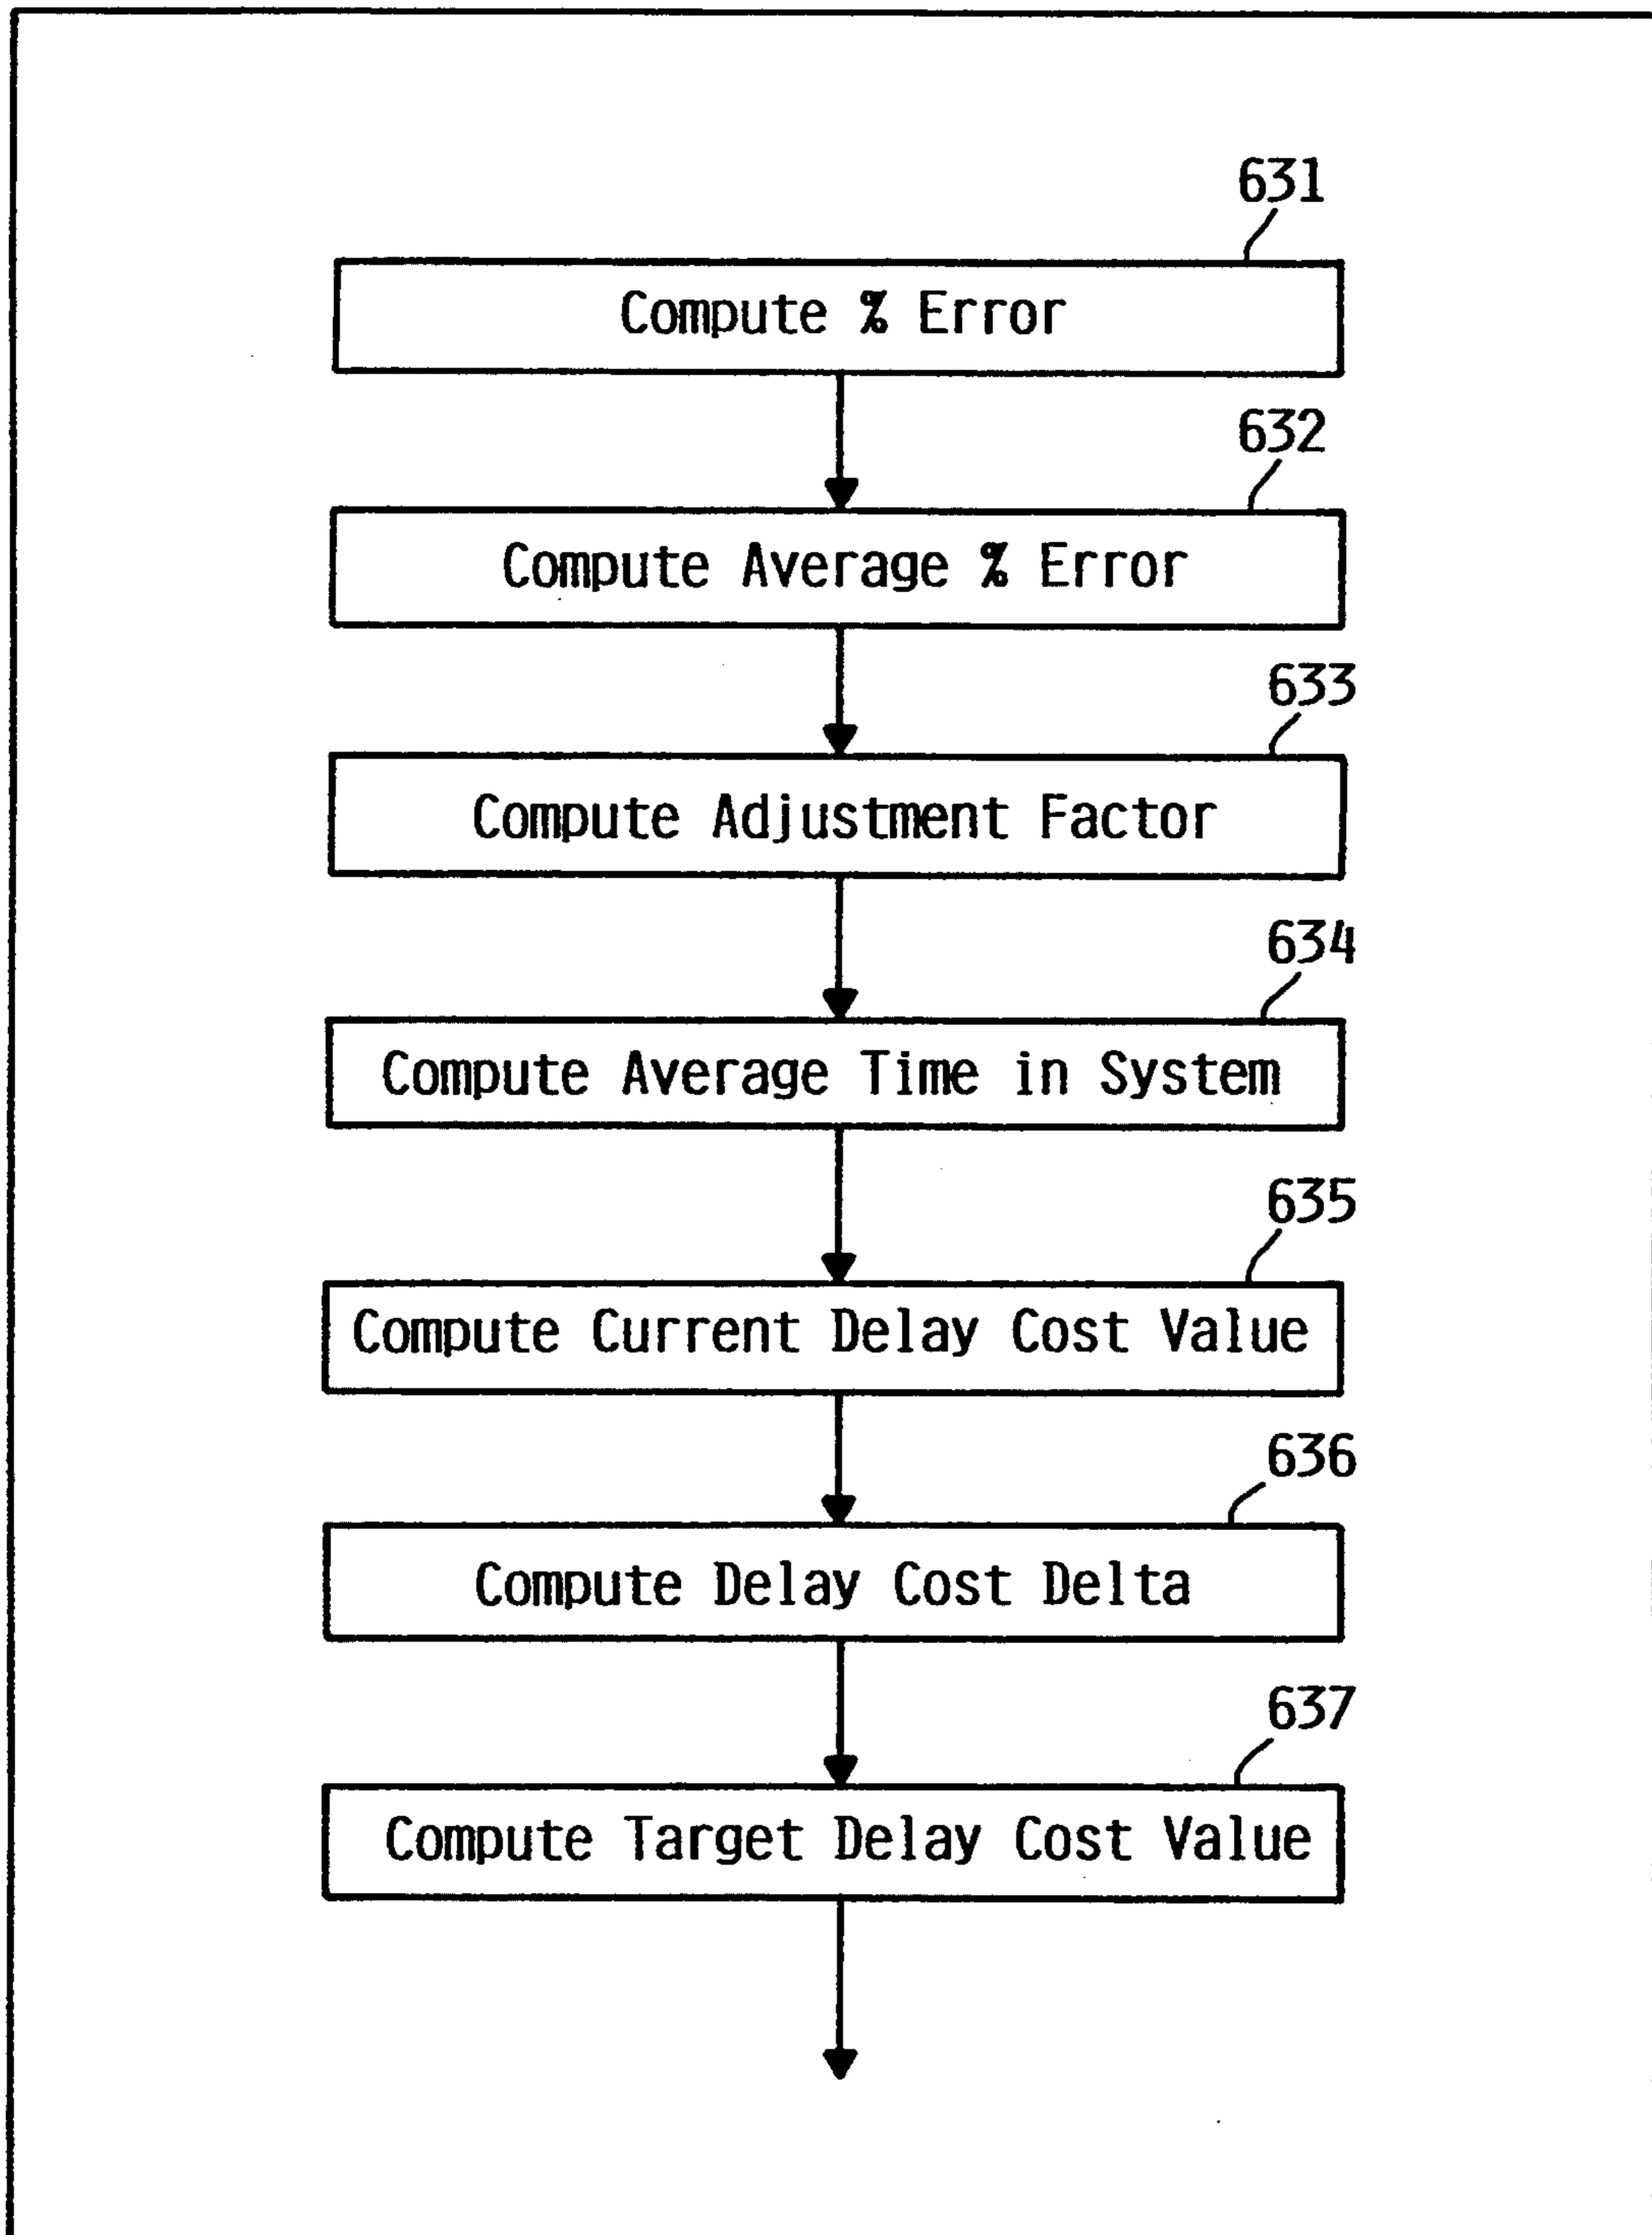 631
Compute % Error
632
Compute Average % Error
633
Compute Adjustment Factor
634
Compute Average Time in System
635
Compute Current Delay Cost Value
636
Compute Delay Cost Delta
637
Compute Target Delay Cost Value